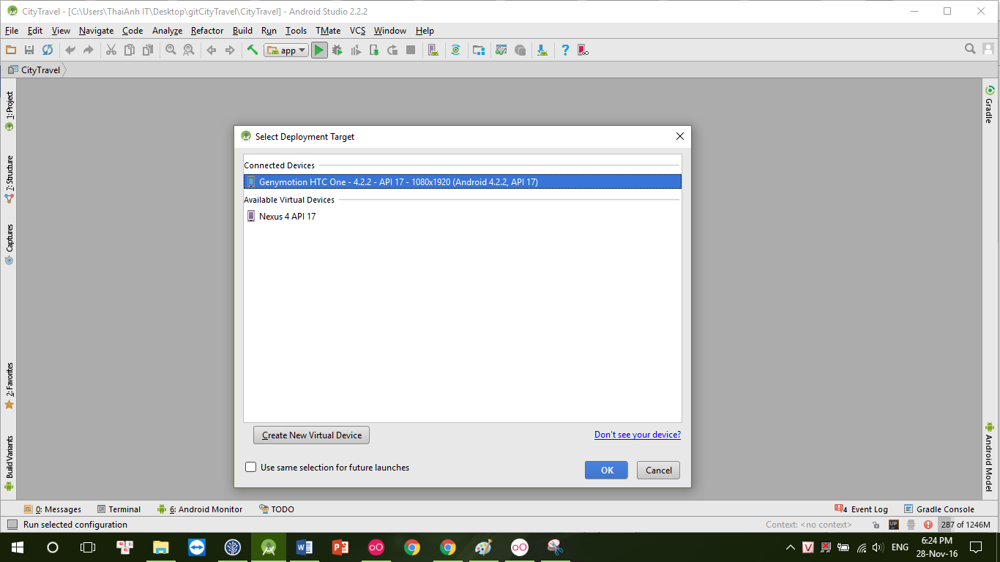 CityTravel - [C:\Users\ThaiAnh IT\Desktop\gitCityTravel\CityTravel] - Android Studio 2.2.2
File Edit View Navigate Code Analyze Refactor Build Run Tools TMate VCS Window Help
app
CityTravel
1: Project
7: Structure
Captures
2: Favorites
Build Variants
Gradle
Android Model
Select Deployment Target
Connected Devices
Genymotion HTC One - 4.2.2 - API 17 - 1080x1920 (Android 4.2.2, API 17)
Available Virtual Devices
Nexus 4 API 17
Create New Virtual Device
Don't see your device?
Use same selection for future launches
OK Cancel
0: Messages Terminal 6: Android Monitor TODO 4 Event Log Gradle Console
Run selected configuration Context: <no context> UP 287 of 1246M
W P V ENG 6:24 PM
28-Nov-16